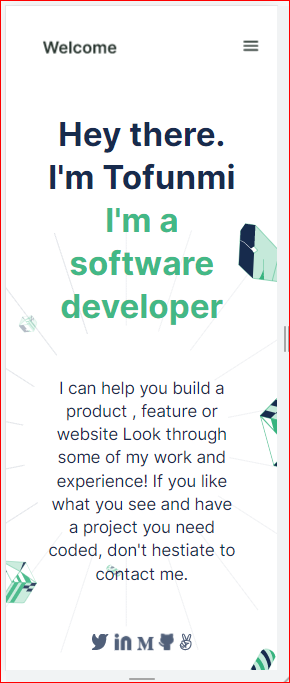 Welcome
Hey there.
I'm Tofunmi
I'm a
software
developer
I can help you build a
product , feature or
website Look through
some of my work and
experience! If you like
what you see and have
a project you need
coded, don't hestiate to
contact me.